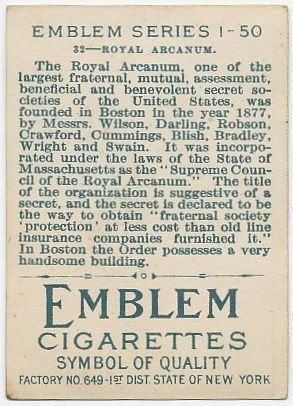 EMBLEM SERIES 1-50
32—ROYAL ARCANUM.
The Royal Arcanum, one of the
largest fraternal, mutual, assessment,
beneficial and benevolent secret so-
cieties of the United States, was
founded in Boston in the year 1877,
by Messrs. Wilson, Darling, Robson,
Crawford, Cummings, Blish, Bradley,
Wright and Swain. It was incorpor-
ated under the laws of the State of
Massachusetts as the "Supreme Coun-
cil of the Royal Arcanum." The title
of the organization is suggestive of a
secret, and the secret is declared to be
the way to obtain "fraternal society
'protection' at less cost than old line
insurance companies furnished it."
In Boston the Order possesses a very
handsome building.
EMBLEM
CIGARETTES
SYMBOL OF QUALITY
FACTORY NO. 649-1ST DIST. STATE OF NEW YORK